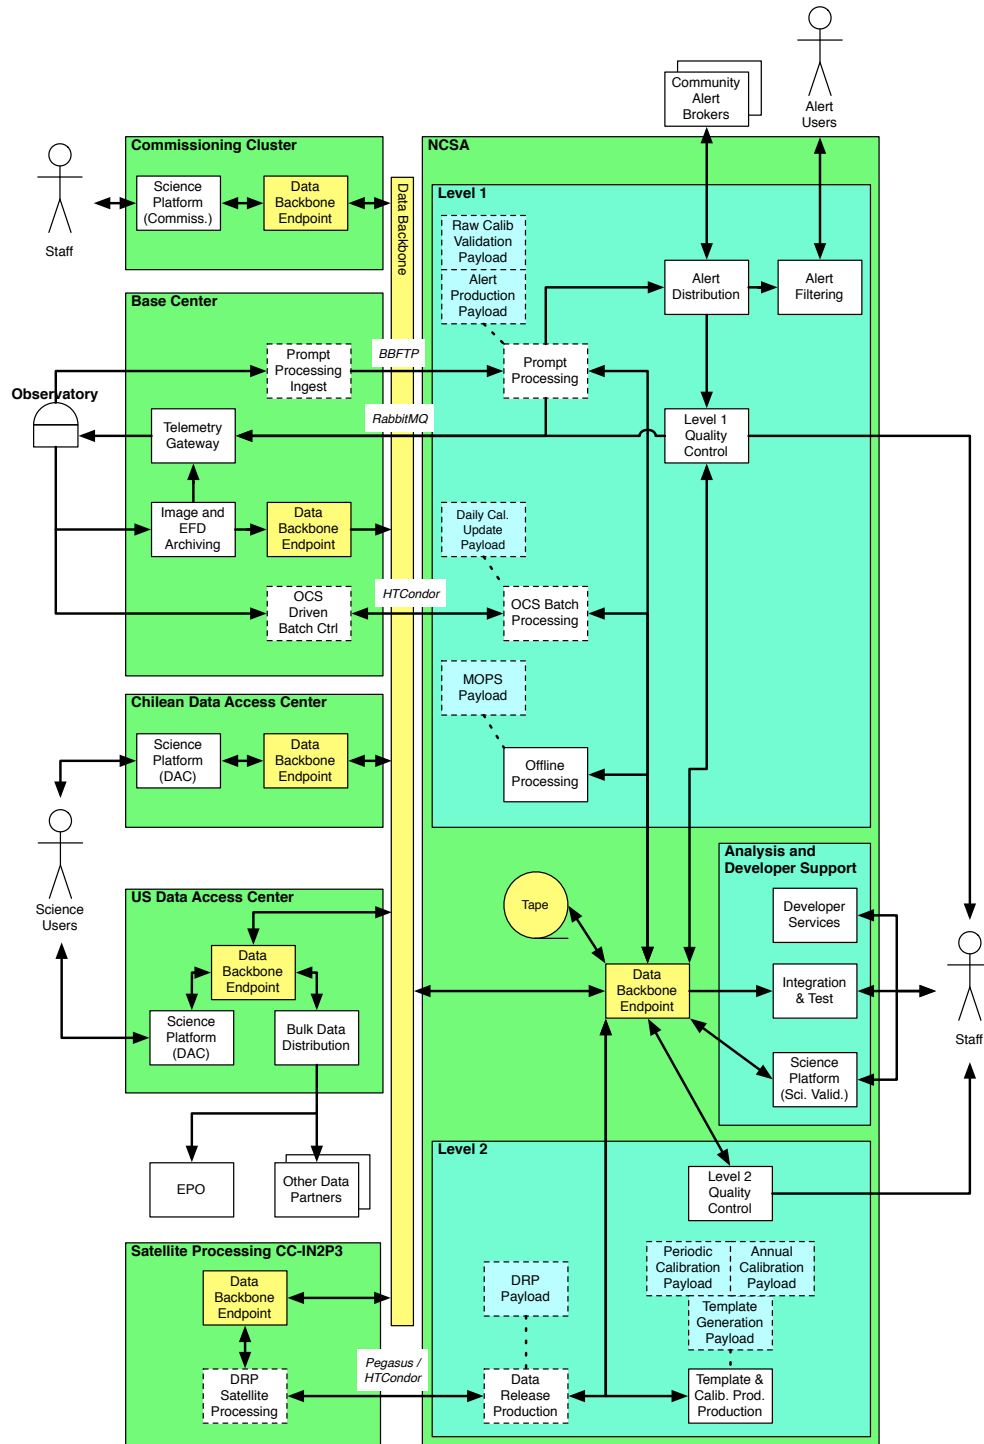 Community
Alert
Brokers
Alert
Users
Commissioning Cluster
NCSA
Staff
Science
Platform
(Commiss.)
Data
Backbone
Endpoint
Data Backbone
Level 1
Raw Calib
Validation
Payload
Alert
Production
Payload
Alert
Distribution
Alert
Filtering
Base Center
Prompt
Processing
Ingest
BBFTP
Prompt
Processing
Observatory
Telemetry
Gateway
RabbitMQ
Level 1
Quality
Control
Image and
EFD
Archiving
Data
Backbone
Endpoint
Daily Cal.
Update
Payload
OCS
Driven
Batch Ctrl
HTCondor
OCS Batch
Processing
MOPS
Payload
Chilean Data Access Center
Science
Platform
(DAC)
Data
Backbone
Endpoint
Offline
Processing
Science
Users
US Data Access Center
Data
Backbone
Endpoint
Science
Platform
(DAC)
Bulk Data
Distribution
Tape
Analysis and
Developer Support
Developer
Services
Data
Backbone
Endpoint
Integration
& Test
Science
Platform
(Sci. Valid.)
Staff
EPO
Other Data
Partners
Level 2
Level 2
Quality
Control
Satellite Processing CC-IN2P3
Data
Backbone
Endpoint
DRP
Payload
Periodic
Calibration
Payload
Annual
Calibration
Payload
Template
Generation
Payload
DRP
Satellite
Processing
Pegasus /
HTCondor
Data
Release
Production
Template &
Calib. Prod.
Production